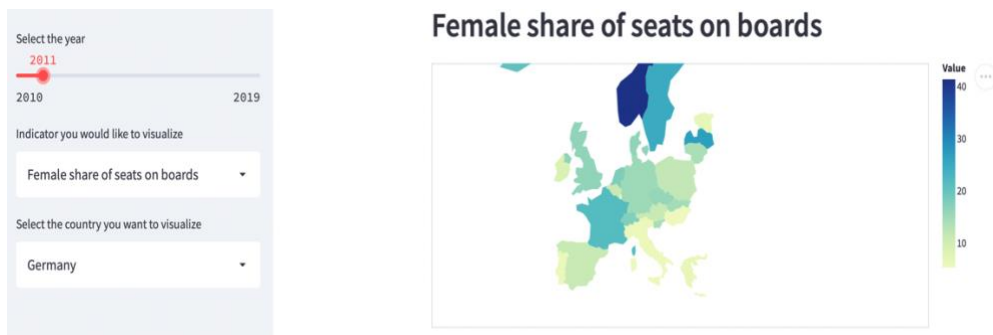 Select the year
2011
2010 2019
Indicator you would like to visualize
Female share of seats on boards
Select the country you want to visualize
Germany
Female share of seats on boards
Value
40
30
20
10